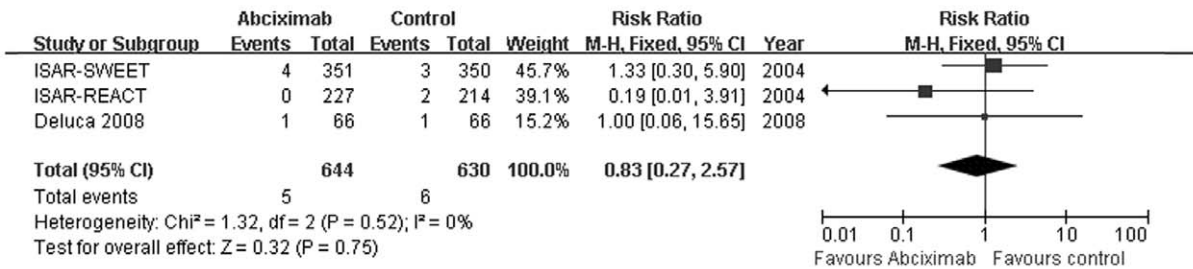 Abciximab Control Risk Ratio Risk Ratio
Study or Subgroup Events Total Events Total Weight M-H, Fixed, 95% CI Year M-H, Fixed, 95% CI
ISAR-SWEET 4 351 3 350 45.7% 1.33 [0.30, 5.90] 2004
ISAR-REACT 0 227 2 214 39.1% 0.19 [0.01, 3.91] 2004
Deluca 2008 1 66 1 66 15.2% 1.00 [0.06, 15.65] 2008
Total (95% CI) 644 630 100.0% 0.83 [0.27, 2.57]
Total events 5 6
Heterogeneity: Chi² = 1.32, df = 2 (P = 0.52); I² = 0%
Test for overall effect: Z = 0.32 (P = 0.75)
0.01 0.1 1 10 100
Favours Abciximab Favours control